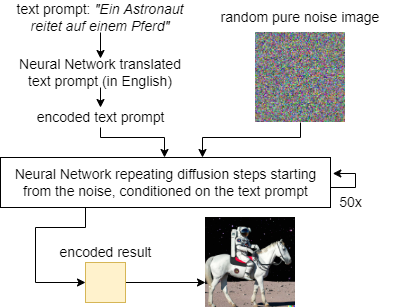 text prompt: "Ein Astronaut
reitet auf einem Pferd"
random pure noise image
Neural Network translated
text prompt (in English)
encoded text prompt
Neural Network repeating diffusion steps starting
from the noise, conditioned on the text prompt
50x
encoded result